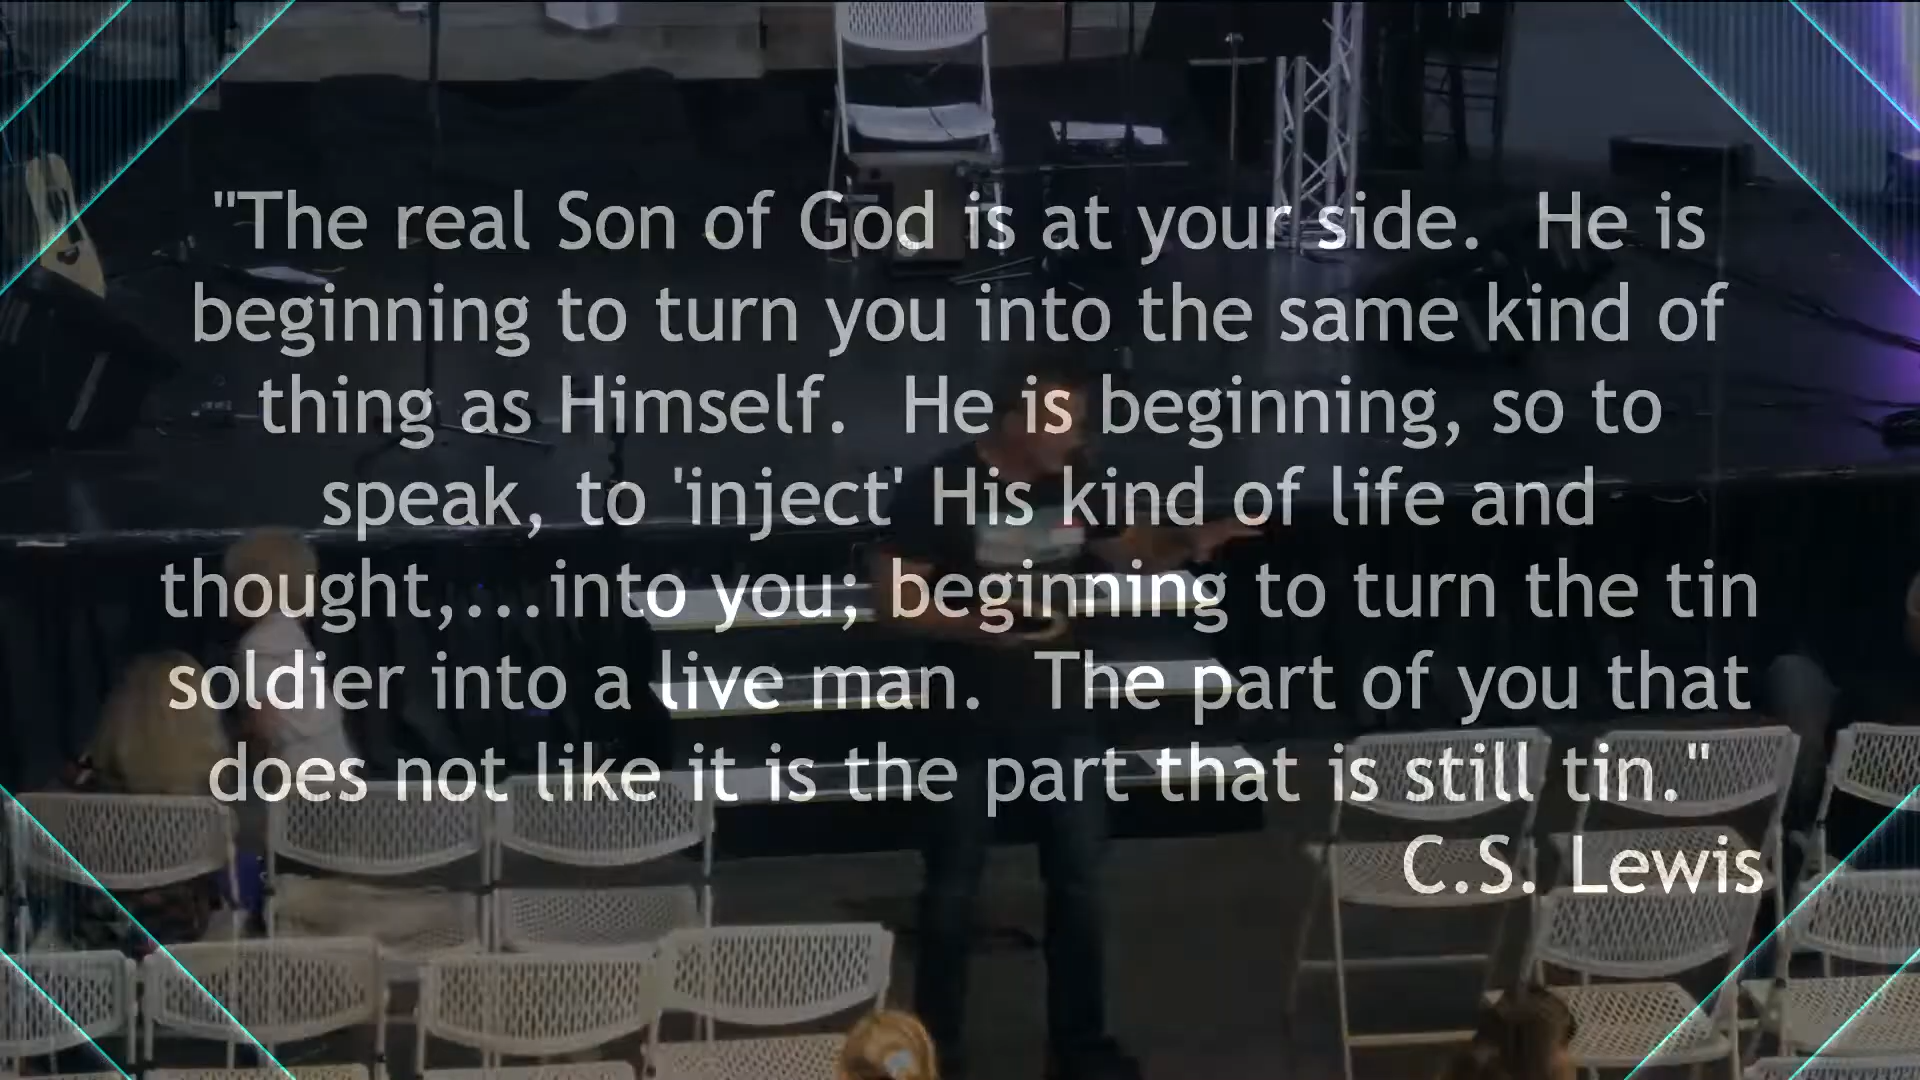 "The real Son of God is at your side.  He is
beginning to turn you into the same kind of
thing as Himself.  He is beginning, so to
speak, to 'inject' His kind of life and
thought,...into you; beginning to turn the tin
soldier into a live man.  The part of you that
does not like it is the part that is still tin."
C.S. Lewis